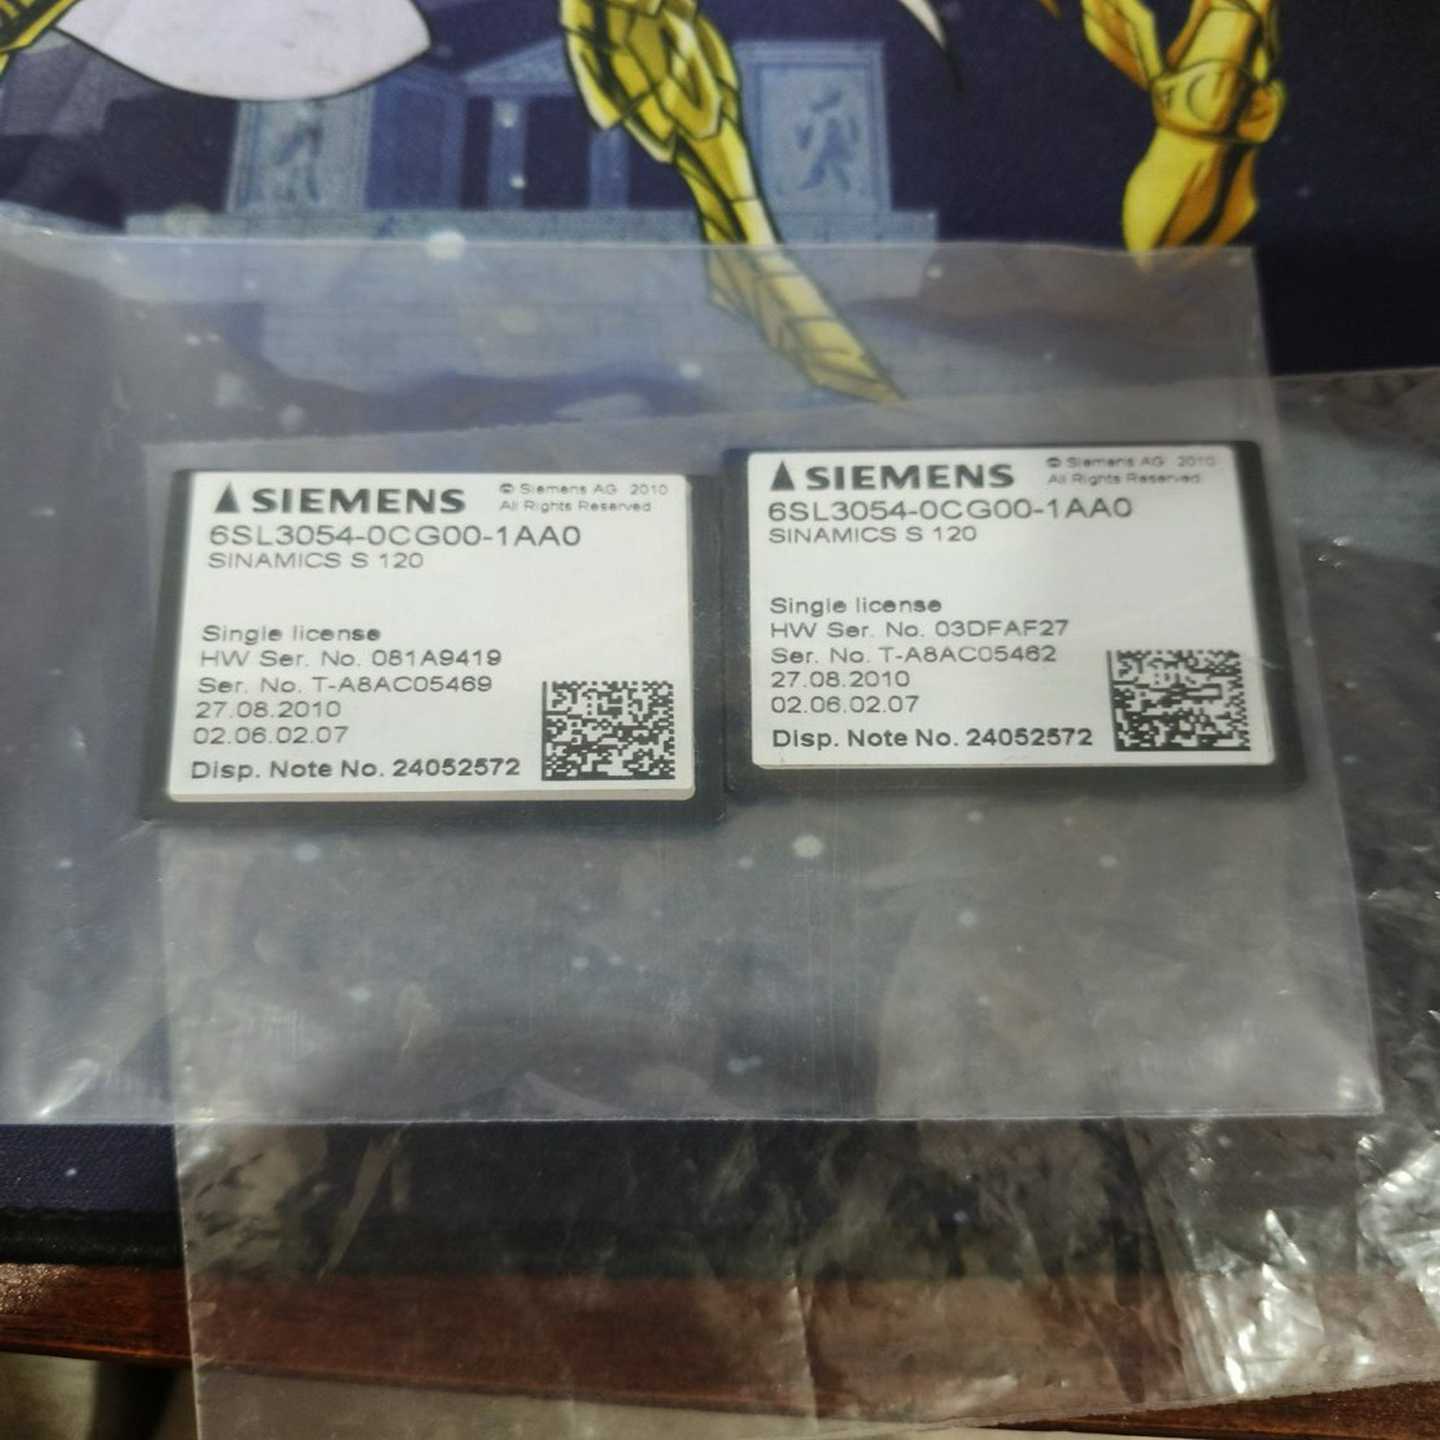 SIEMENS © Siemens AG 2010
All Rights Reserved
6SL3054-0CG00-1AA0
SINAMICS S 120
Single license
HW Ser. No. 081A9419
Ser. No. T-A8AC05469
27.08.2010
02.06.02.07
Disp. Note No. 24052572
SIEMENS © Siemens AG 2010
All Rights Reserved
6SL3054-0CG00-1AA0
SINAMICS S 120
Single license
HW Ser. No. 03DFAF27
Ser. No. T-A8AC05462
27.08.2010
02.06.02.07
Disp. Note No. 24052572